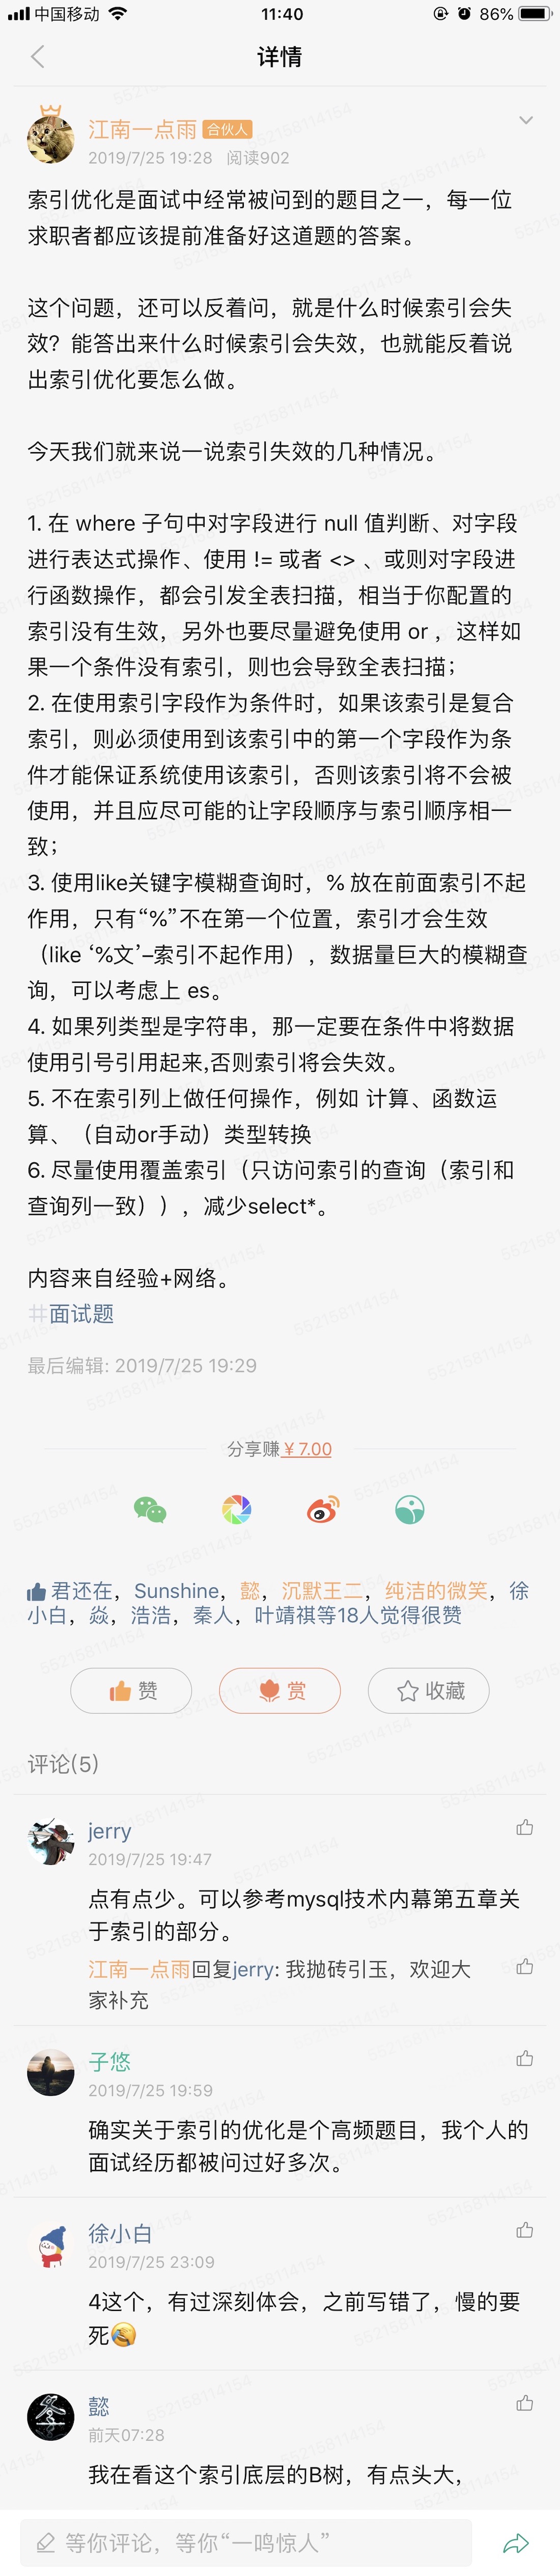 中国移动
11:40
86%
详情
江南一点雨 合伙人
2019/7/25 19:28 阅读902
索引优化是面试中经常被问到的题目之一，每一位
求职者都应该提前准备好这道题的答案。
这个问题，还可以反着问，就是什么时候索引会失
效？能答出来什么时候索引会失效，也就能反着说
出索引优化要怎么做。
今天我们就来说一说索引失效的几种情况。
1. 在 where 子句中对字段进行 null 值判断、对字段
进行表达式操作、使用 != 或者 <> 、或则对字段进
行函数操作，都会引发全表扫描，相当于你配置的
索引没有生效，另外也要尽量避免使用 or ，这样如
果一个条件没有索引，则也会导致全表扫描；
2. 在使用索引字段作为条件时，如果该索引是复合
索引，则必须使用到该索引中的第一个字段作为条
件才能保证系统使用该索引，否则该索引将不会被
使用，并且应尽可能的让字段顺序与索引顺序相一
致；
3. 使用like关键字模糊查询时，% 放在前面索引不起
作用，只有“%”不在第一个位置，索引才会生效
（like ‘%文’–索引不起作用），数据量巨大的模糊查
询，可以考虑上 es。
4. 如果列类型是字符串，那一定要在条件中将数据
使用引号引用起来,否则索引将会失效。
5. 不在索引列上做任何操作，例如 计算、函数运
算、（自动or手动）类型转换
6. 尽量使用覆盖索引（只访问索引的查询（索引和
查询列一致）），减少select*。
内容来自经验+网络。
#面试题
最后编辑: 2019/7/25 19:29
分享赚￥7.00
君还在，Sunshine，懿，沉默王二，纯洁的微笑，徐
小白，焱，浩浩，秦人，叶靖祺等18人觉得很赞
赞
赏
收藏
评论(5)
jerry
2019/7/25 19:47
点有点少。可以参考mysql技术内幕第五章关
于索引的部分。
江南一点雨回复jerry: 我抛砖引玉，欢迎大
家补充
子悠
2019/7/25 19:59
确实关于索引的优化是个高频题目，我个人的
面试经历都被问过好多次。
徐小白
2019/7/25 23:09
4这个，有过深刻体会，之前写错了，慢的要
死😂
懿
前天07:28
我在看这个索引底层的B树，有点头大，
等你评论，等你“一鸣惊人”
552158114154